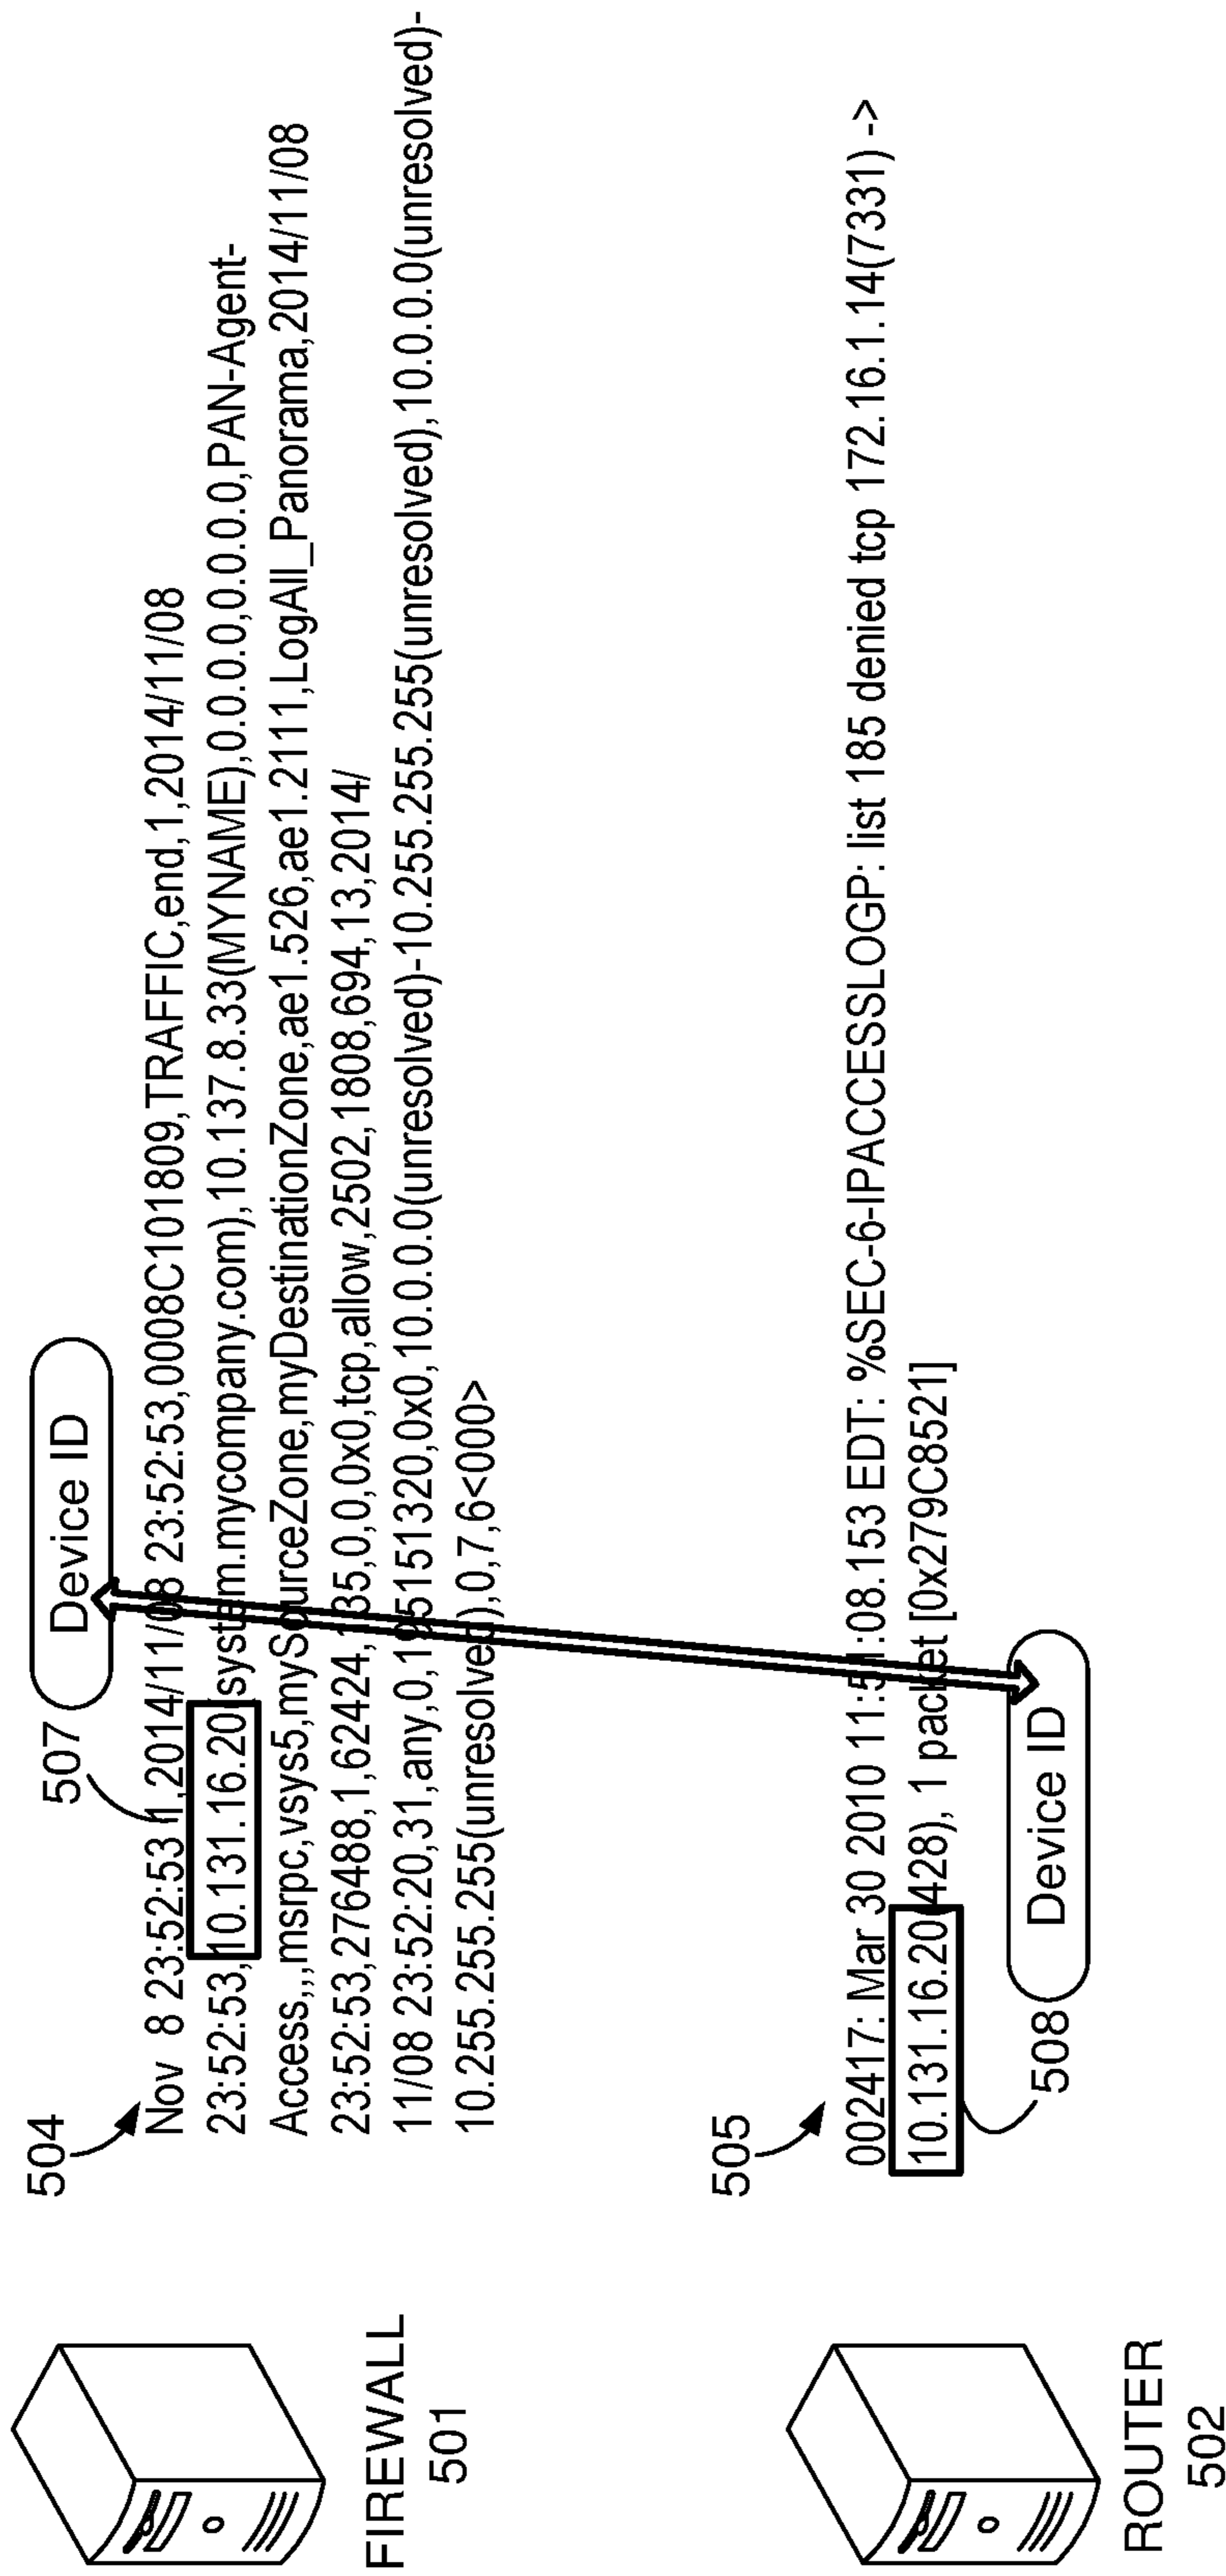 504
507
Device ID
Nov 8 23:52:53 1,2014/11/08 23:52:53,0008C101809,TRAFFIC,end,1,2014/11/08
23:52:53,10.131.16.20(system.mycompany.com),10.137.8.33(MYNAME),0.0.0.0,0.0.0.0,PAN-Agent-
Access,,,msrpc,vsys5,mySourceZone,myDestinationZone,ae1.526,ae1.2111,LogAll_Panorama,2014/11/08
23:52:53,276488,1,62424,135,0,0,0x0,tcp,allow,2502,1808,694,13,2014/
11/08 23:52:20,31,any,0,195151320,0x0,10.0.0.0(unresolved)-10.255.255.255(unresolved),10.0.0.0(unresolved)-
10.255.255.255(unresolved),0,7,6<000>
FIREWALL
501
505
002417: Mar 30 2010 11:51:08.153 EDT: %SEC-6-IPACCESSLOGP: list 185 denied tcp 172.16.1.14(7331) ->
10.131.16.20(428), 1 packet [0x279C8521]
508
Device ID
ROUTER
502